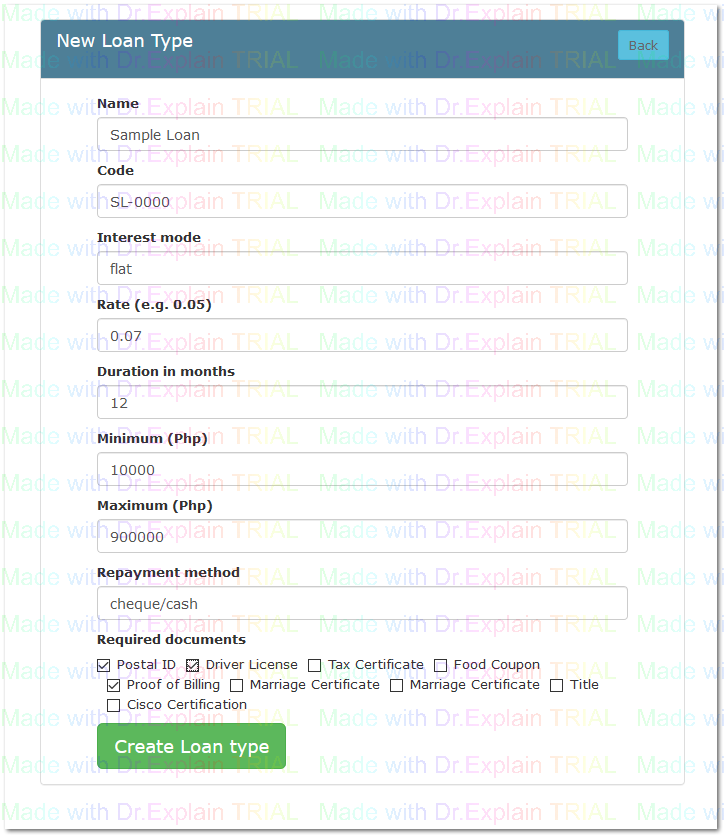 New Loan Type
Back
Name
Sample Loan
Code
SL-0000
Interest mode
flat
Rate (e.g. 0.05)
0.07
Duration in months
12
Minimum (Php)
10000
Maximum (Php)
900000
Repayment method
cheque/cash
Required documents
Postal ID Driver License Tax Certificate Food Coupon
Proof of Billing Marriage Certificate Marriage Certificate Title
Cisco Certification
Create Loan type
Made with Dr.Explain TRIAL